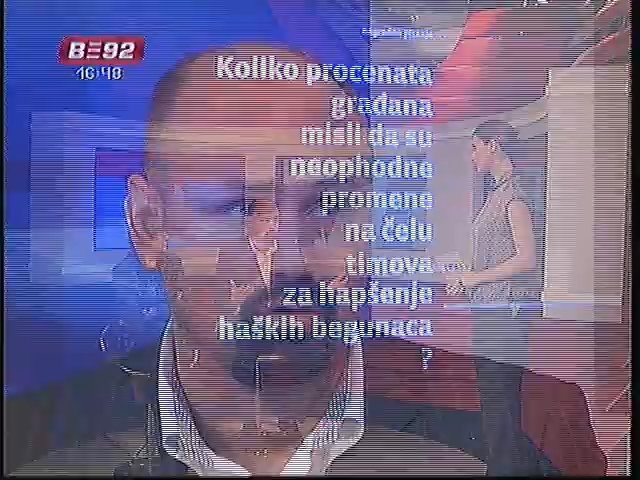 B92
16:48
Koliko procenata
građana
misli da su
neophodne
promene
na čelu
timova
za hapšenje
haških begunaca
?